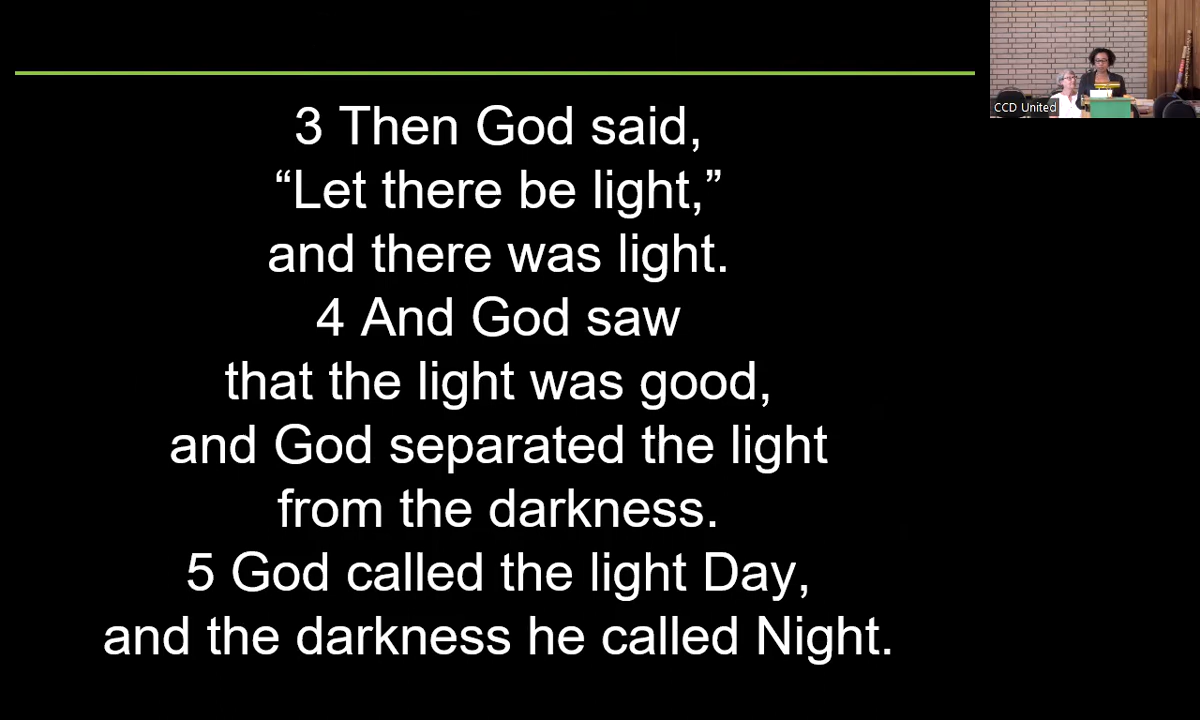 3 Then God said,
“Let there be light,”
and there was light.
4 And God saw
that the light was good,
and God separated the light
from the darkness.
5 God called the light Day,
and the darkness he called Night.
CCD United